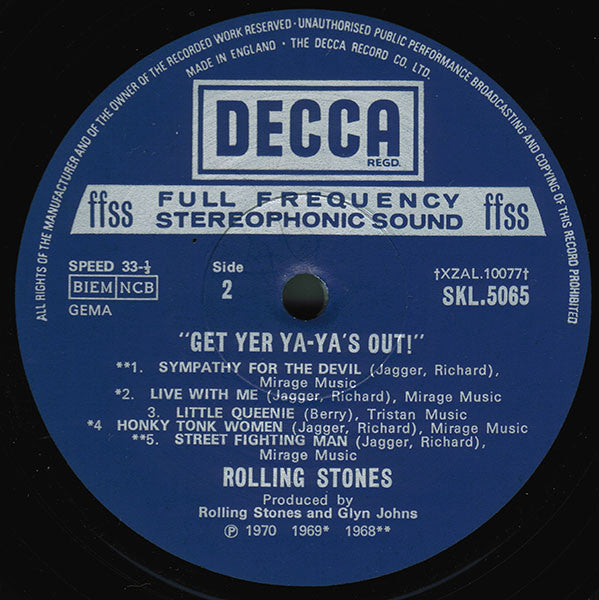 ALL RIGHTS OF THE MANUFACTURER AND OF THE OWNER OF THE RECORDED WORK RESERVED · UNAUTHORISED PUBLIC PERFORMANCE BROADCASTING AND COPYING OF THIS RECORD PROHIBITED
MADE IN ENGLAND · THE DECCA RECORD CO. LTD.
DECCA
REGD.
ffss FULL FREQUENCY ffss
STEREOPHONIC SOUND
SPEED 33-⅓ Side †XZAL.10077†
BIEM NCB 2 SKL.5065
GEMA
"GET YER YA-YA'S OUT!"
**1. SYMPATHY FOR THE DEVIL (Jagger, Richard),
Mirage Music
*2. LIVE WITH ME (Jagger, Richard), Mirage Music
3. LITTLE QUEENIE (Berry), Tristan Music
*4 HONKY TONK WOMEN (Jagger, Richard), Mirage Music
**5. STREET FIGHTING MAN (Jagger, Richard),
Mirage Music
ROLLING STONES
Produced by
Rolling Stones and Glyn Johns
℗ 1970 1969* 1968**